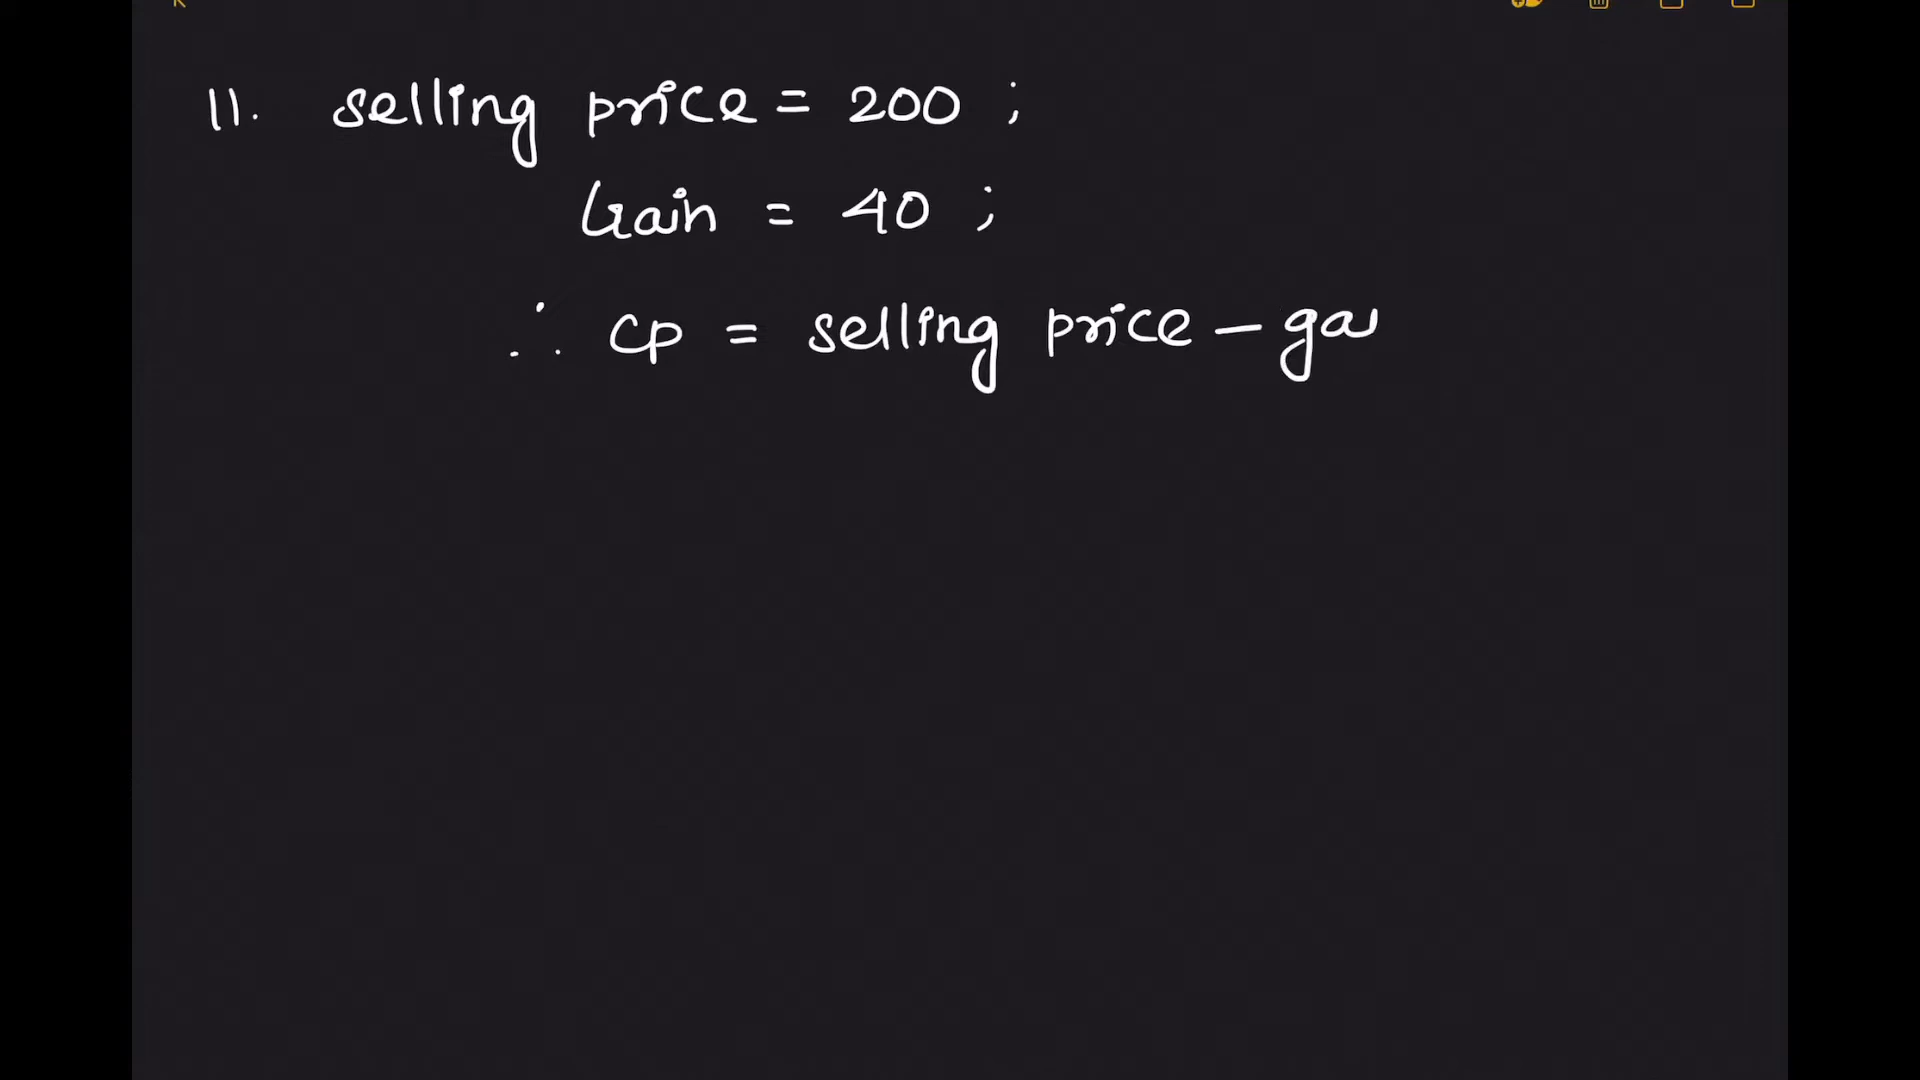 11. selling price = 200 ;
Gain = 40 ;
∴ CP = selling price - ga